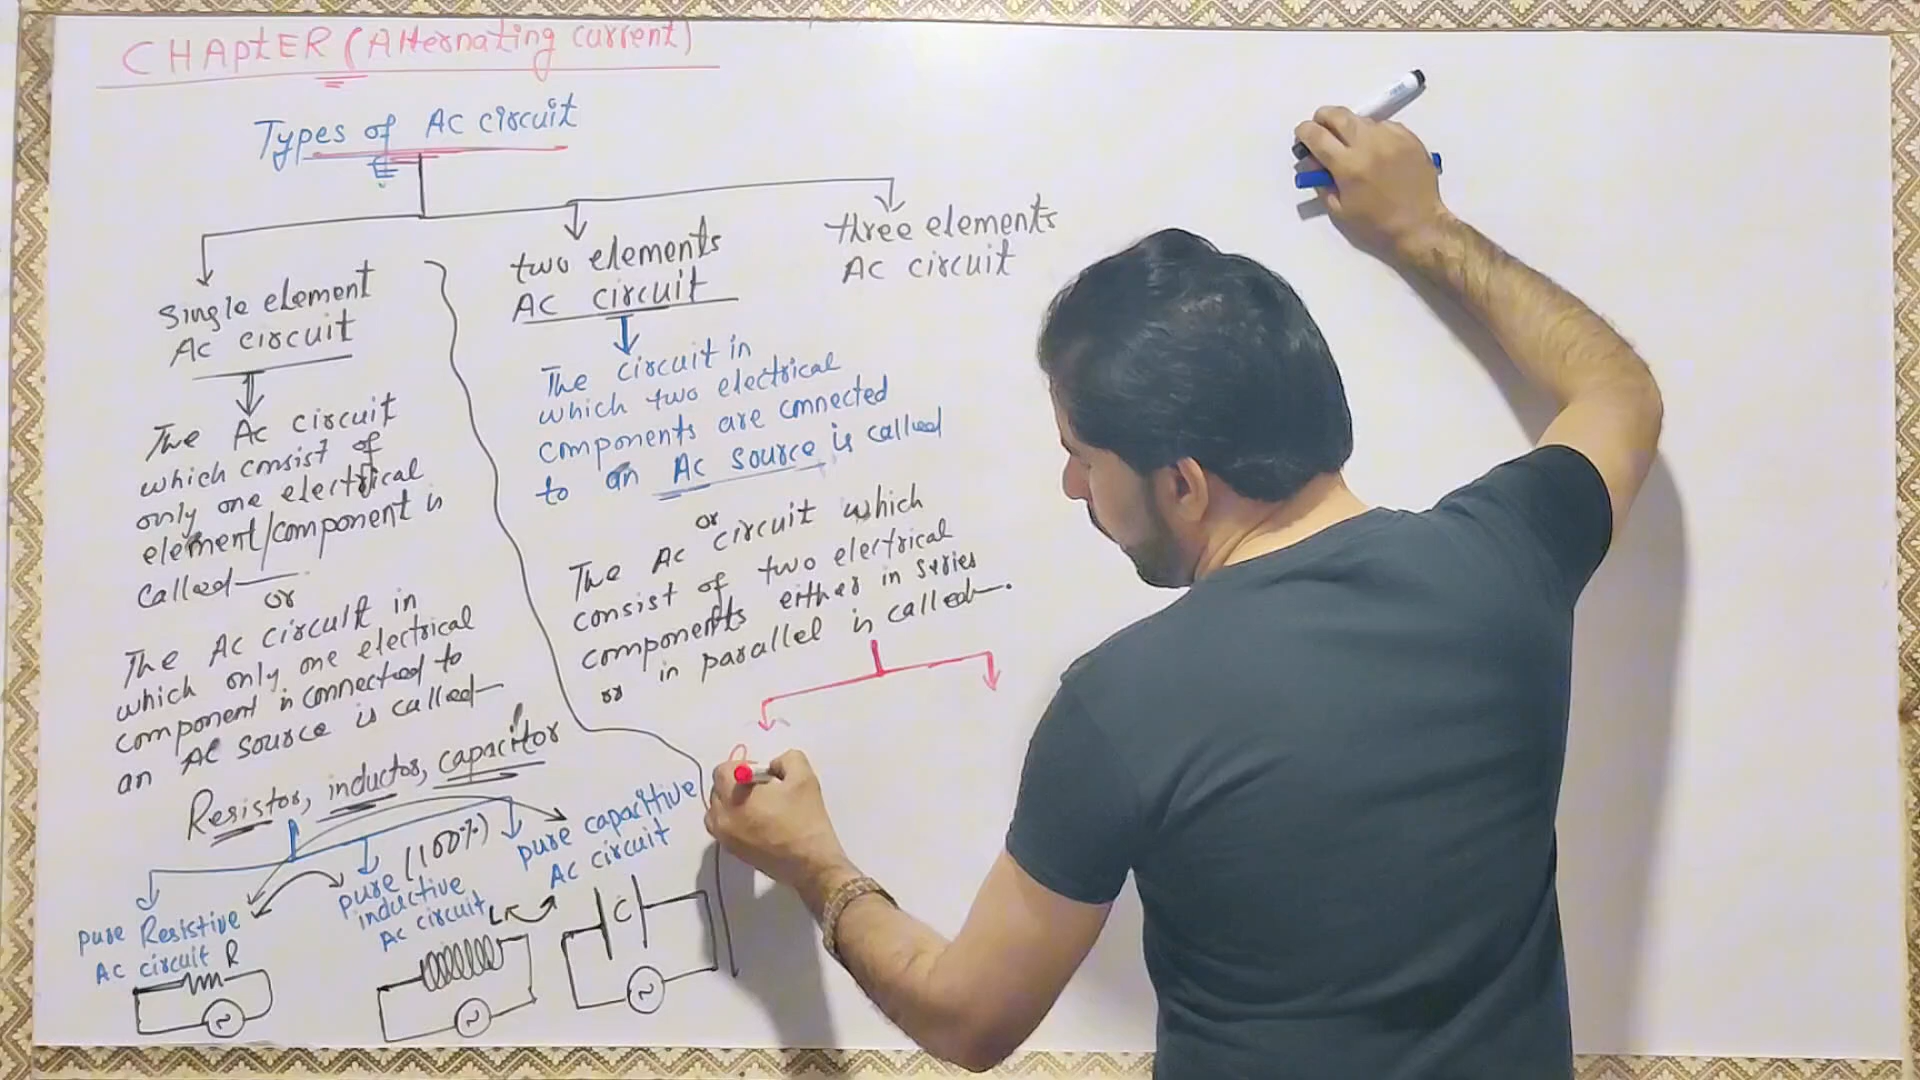 CHAPtER (Alternating current)
Types of AC circuit
Single element
AC circuit
The AC circuit
which consist of
only one electrical
element/component is
called
or
The AC circuit in
which only one electrical
component is connected to
an AC source is called
Resistor, inductor, capacitor
pure Resistive
AC circuit
R
pure (100%)
inductive
AC circuit
L
pure capacitive
AC circuit
C
~
~
~
two elements
AC circuit
The circuit in
which two electrical
components are connected
to an AC source is called
or
The AC circuit which
consist of two electrical
components either in series
or in parallel is called
three elements
AC circuit